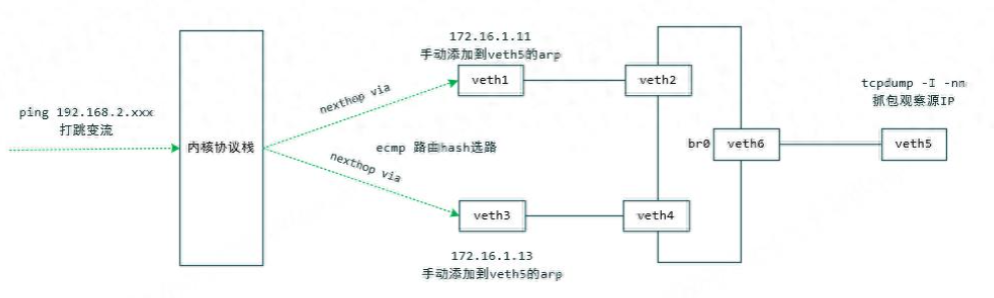 172.16.1.11
手动添加到veth5的arp
veth1
veth2
nexthop via
ping 192.168.2.xxx
打跳变流
内核协议栈
ecmp 路由hash选路
nexthop via
br0
veth6
tcpdump -I -nn
抓包观察源IP
veth5
veth3
veth4
172.16.1.13
手动添加到veth5的arp